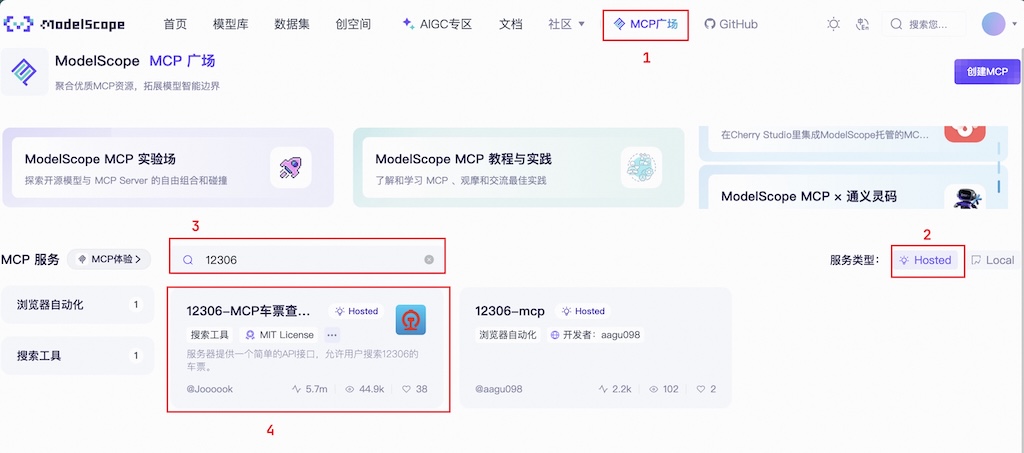 ModelScope 首页 模型库 数据集 创空间 AIGC专区 文档 社区 MCP广场 GitHub 搜索您...
1
ModelScope MCP 广场
聚合优质MCP资源，拓展模型智能边界
创建MCP
ModelScope MCP 实验场
探索开源模型与 MCP Server 的自由组合和碰撞
ModelScope MCP 教程与实践
了解和学习 MCP 、观摩和交流最佳实践
在Cherry Studio里集成ModelScope托管的MC...
ModelScope MCP × 通义灵码
3
2
MCP 服务 MCP体验 12306 服务类型： Hosted Local
浏览器自动化 1
搜索工具 1
12306-MCP车票查... Hosted
搜索工具 MIT License ...
服务器提供一个简单的API接口，允许用户搜索12306的
车票。
@Joooook 5.7m 44.9k 38
12306-mcp Hosted
浏览器自动化 开发者：aagu098
@aagu098 2.2k 102 2
4